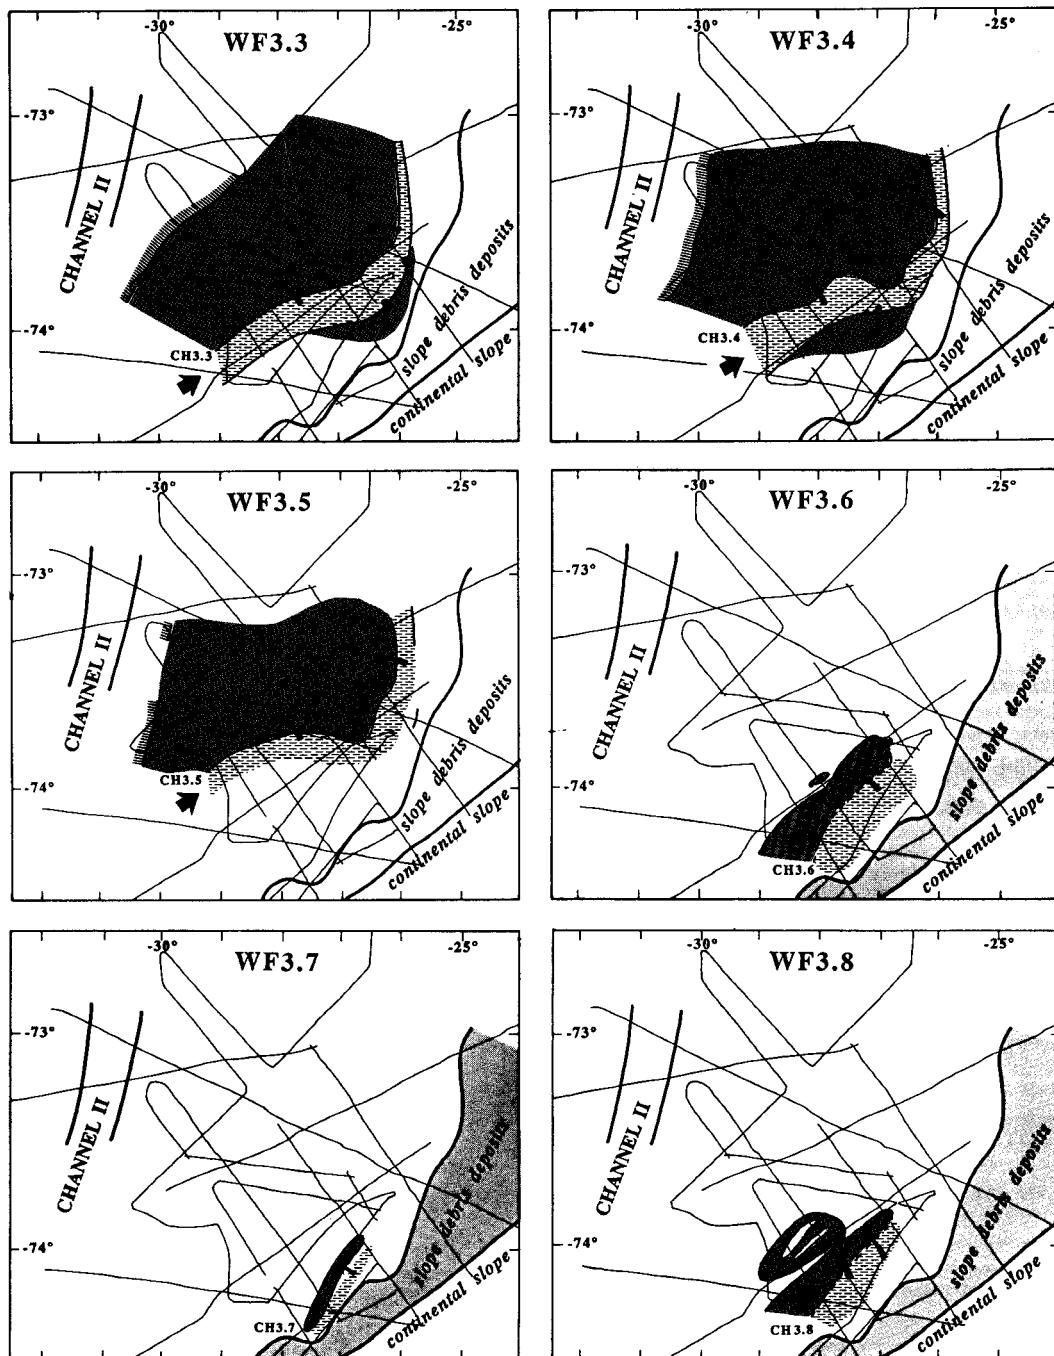 -30°
-25°
WF3.3
-73°
CHANNEL II
-74°
CH3.3
slope debris deposits
continental slope
-30°
-25°
WF3.4
-73°
CHANNEL II
-74°
CH3.4
slope debris deposits
continental slope
-30°
-25°
WF3.5
-73°
CHANNEL II
-74°
CH3.5
slope debris deposits
continental slope
-30°
-25°
WF3.6
-73°
CHANNEL II
-74°
CH3.6
slope debris deposits
continental slope
-30°
-25°
WF3.7
-73°
CHANNEL II
-74°
CH3.7
slope debris deposits
continental slope
-30°
-25°
WF3.8
-73°
CHANNEL II
-74°
CH3.8
slope debris deposits
continental slope